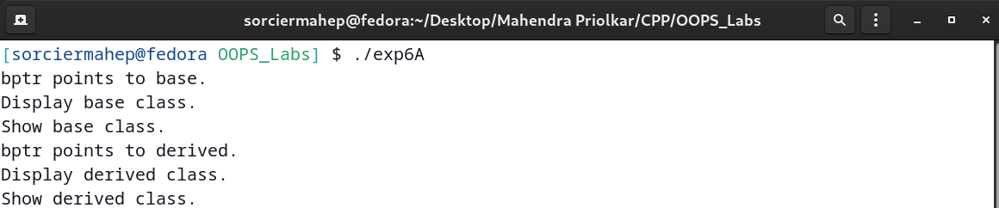 sorciermahep@fedora:~/Desktop/Mahendra Priolkar/CPP/OOPS_Labs
[sorciermahep@fedora OOPS_Labs] $ ./exp6A
bptr points to base.
Display base class.
Show base class.
bptr points to derived.
Display derived class.
Show derived class.